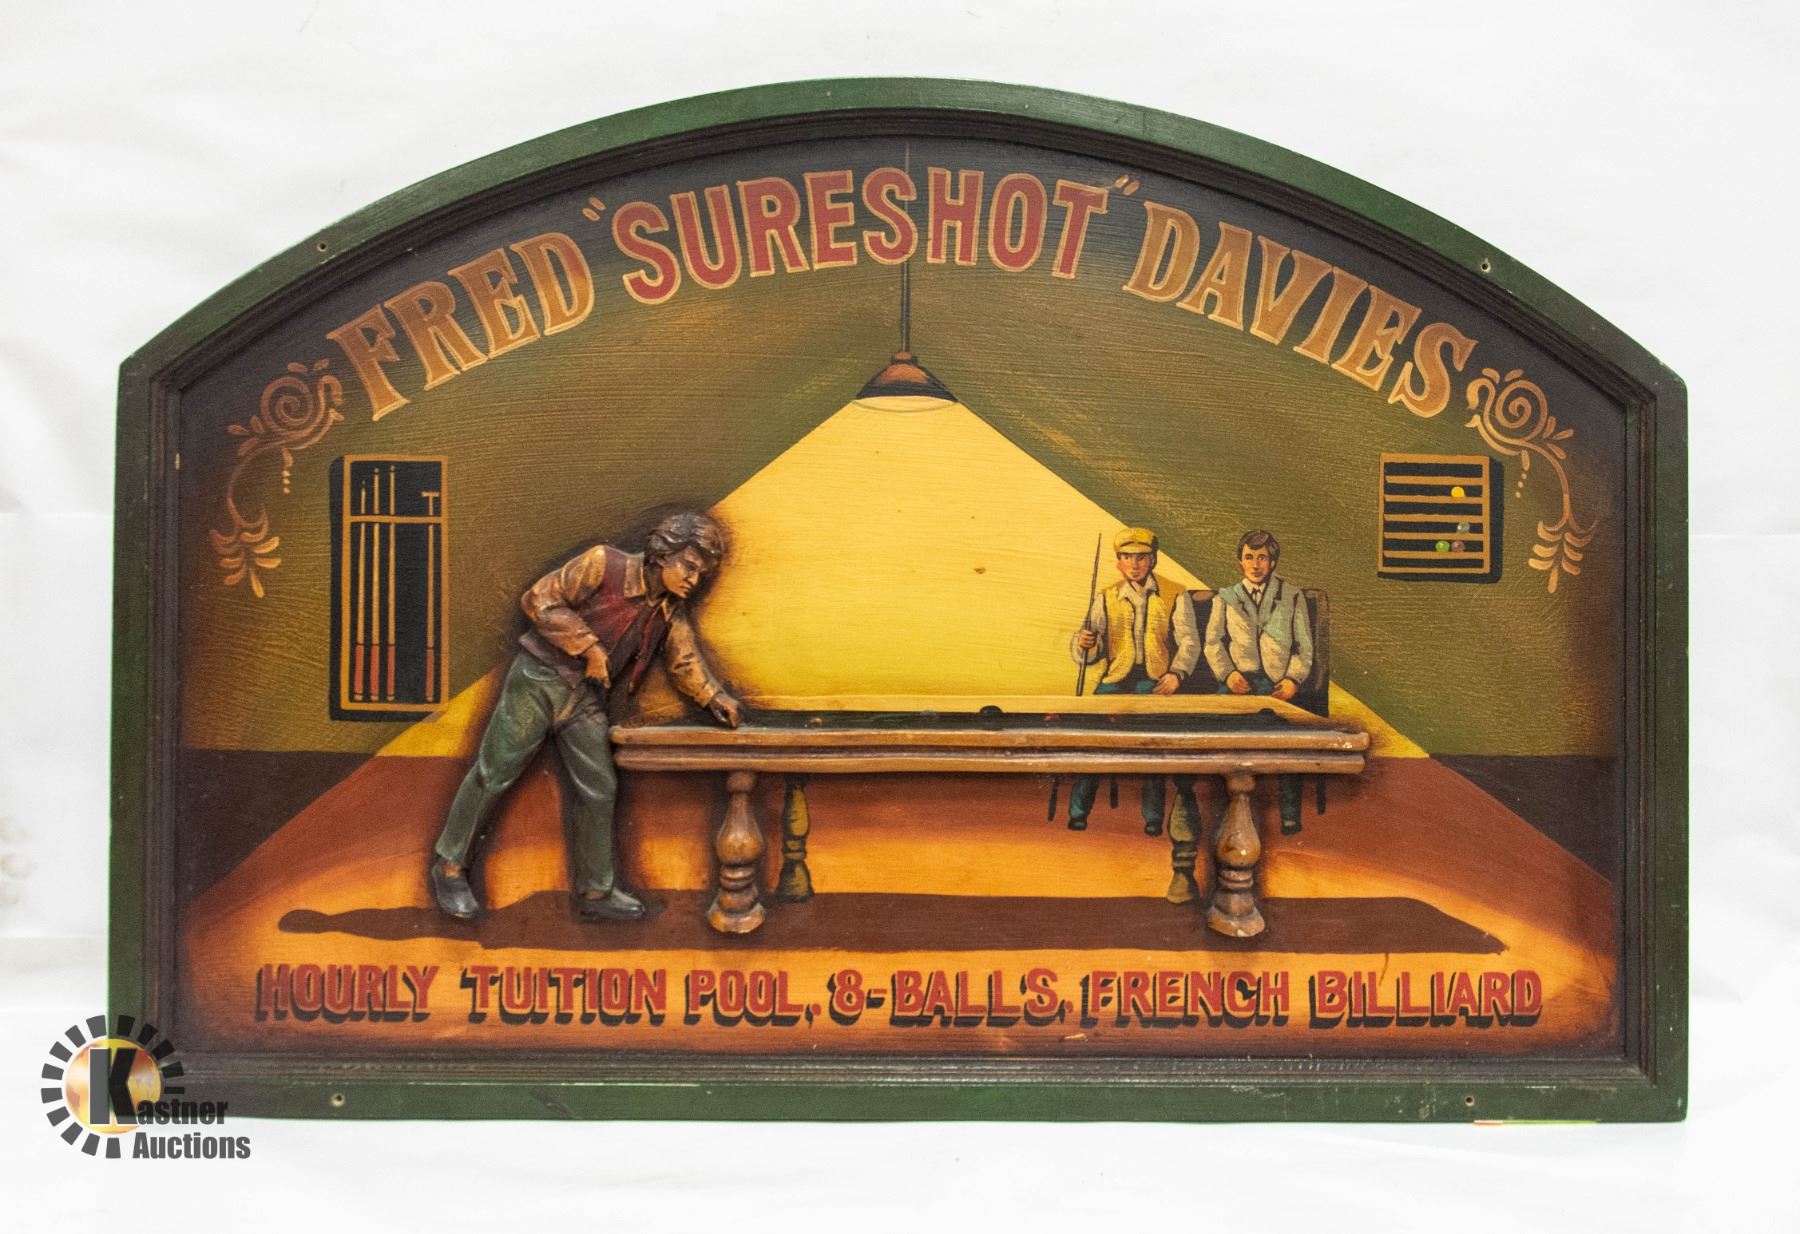 FRED "SURESHOT" DAVIES
HOURLY TUITION POOL, 8-BALLS, FRENCH BILLIARD
Kastner
Auctions